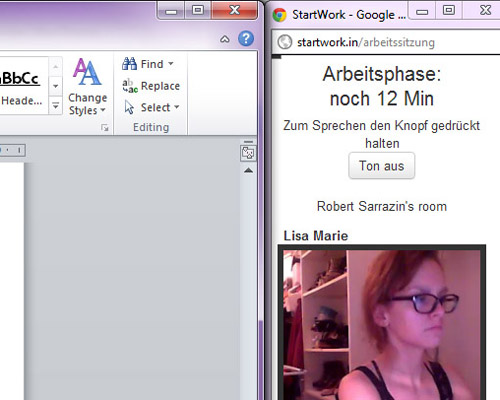 StartWork - Google ...
startwork.in/arbeitssitzung
Arbeitsphase:
noch 12 Min
Zum Sprechen den Knopf gedrückt
halten
Ton aus
Robert Sarrazin's room
Lisa Marie
aBbCc
Heade...
Change
Styles
Find
Replace
Select
Editing